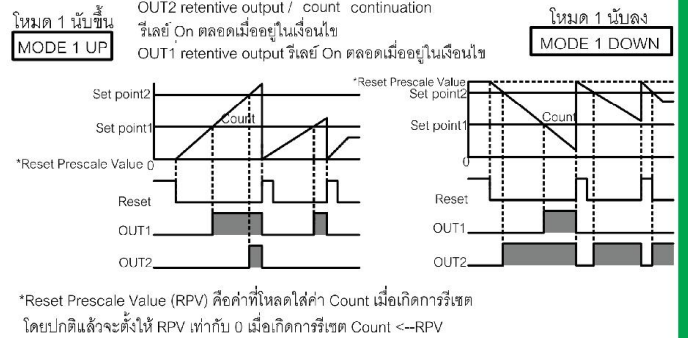 โหมด 1 นับขึ้น
MODE 1 UP
OUT2 retentive output / count continuation
รีเลย์ On ตลอดเมื่ออยู่ในเงื่อนไข
OUT1 retentive output รีเลย์ On ตลอดเมื่ออยู่ในเงือนไข
โหมด 1 นับลง
MODE 1 DOWN
Set point2
Set point1
Count
*Reset Prescale Value 0
Reset
OUT1
OUT2
*Reset Prescale Value
Set point2
Set point1
Count
0
Reset
OUT1
OUT2
*Reset Prescale Value (RPV) คือค่าที่โหลดใส่ค่า Count เมื่อเกิดการรีเซต
โดยปกติแล้วจะตั้งให้ RPV เท่ากับ 0 เมื่อเกิดการรีเซต Count <--RPV